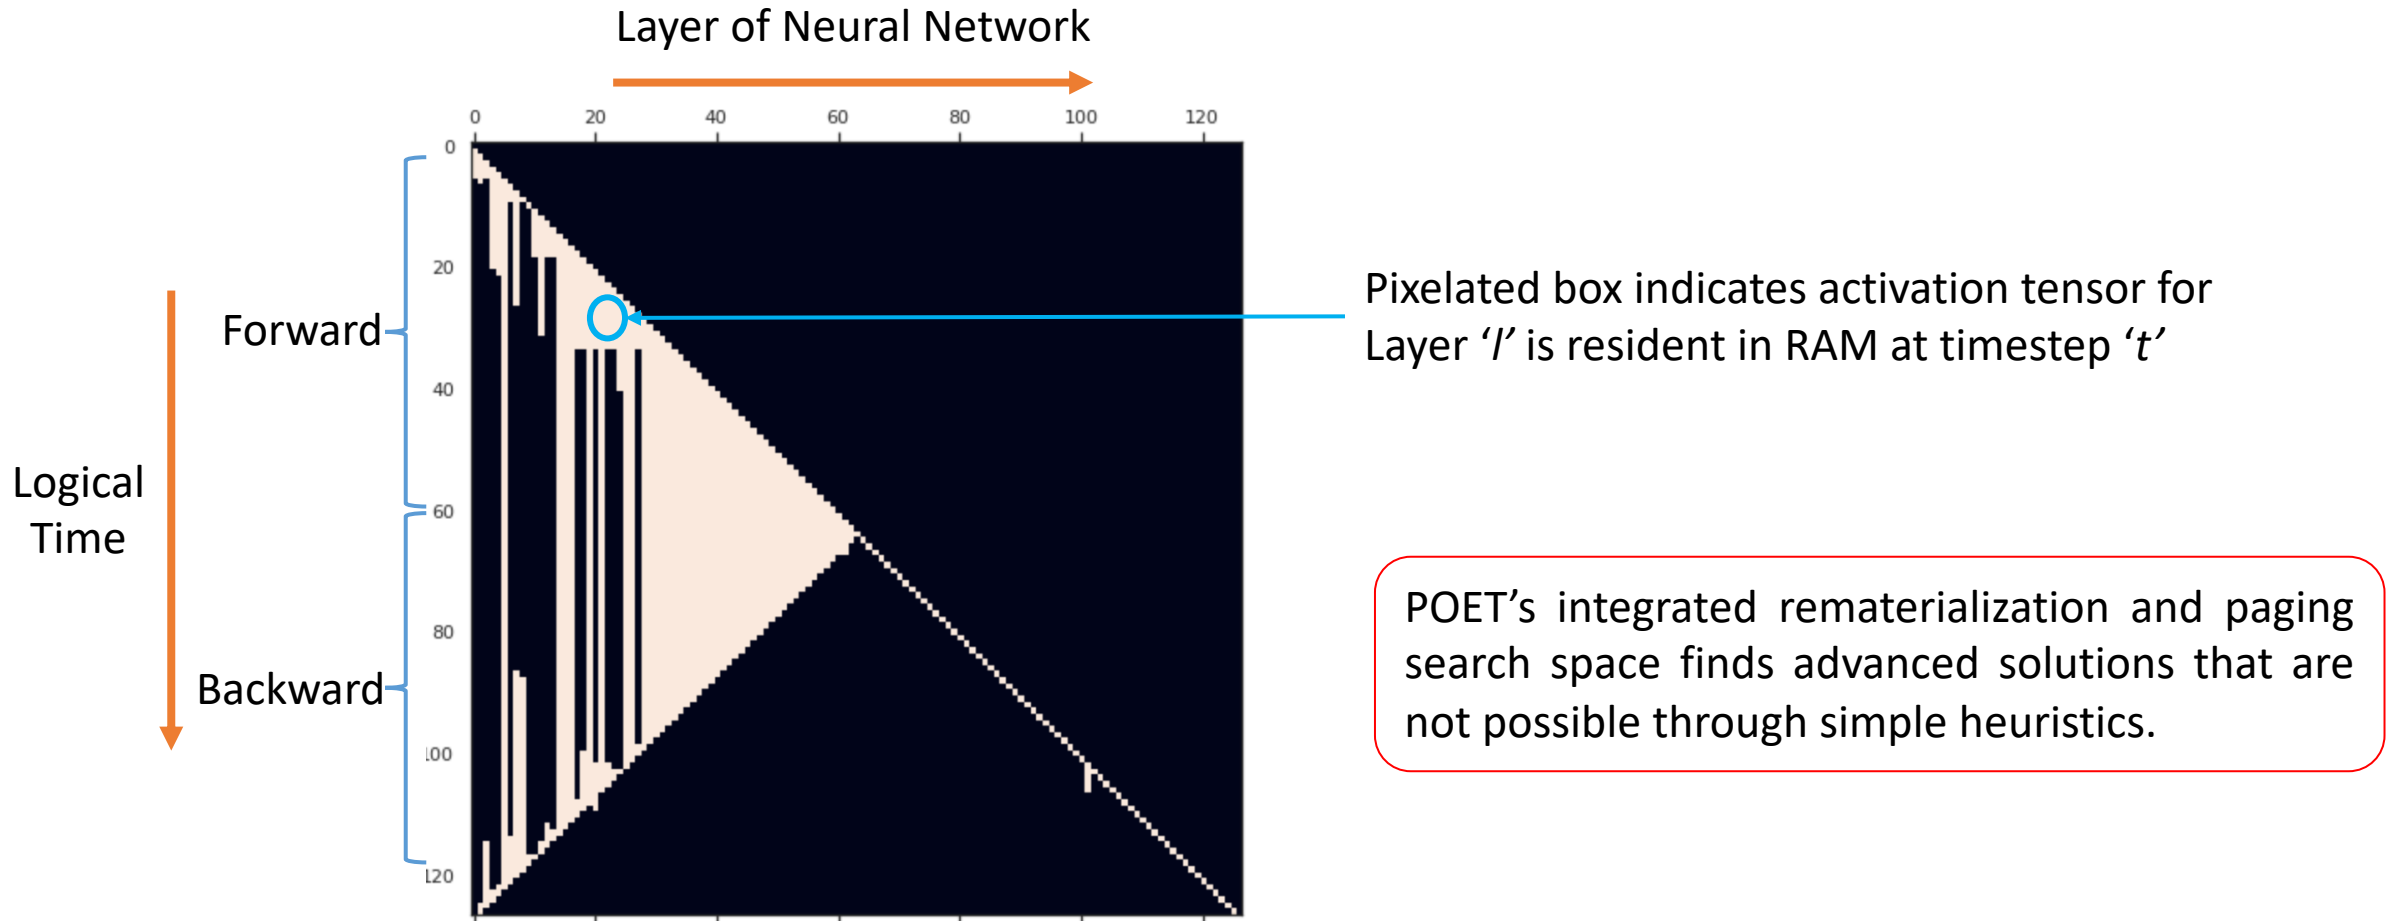 Layer of Neural Network
0 20 40 60 80 100 120
0
20
40
60
80
100
120
Forward
Backward
Logical
Time
Pixelated box indicates activation tensor for
Layer ‘l’ is resident in RAM at timestep ‘t’
POET’s integrated rematerialization and paging
search space finds advanced solutions that are
not possible through simple heuristics.